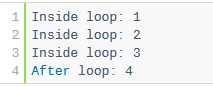 1 Inside loop: 1
2 Inside loop: 2
3 Inside loop: 3
4 After loop: 4